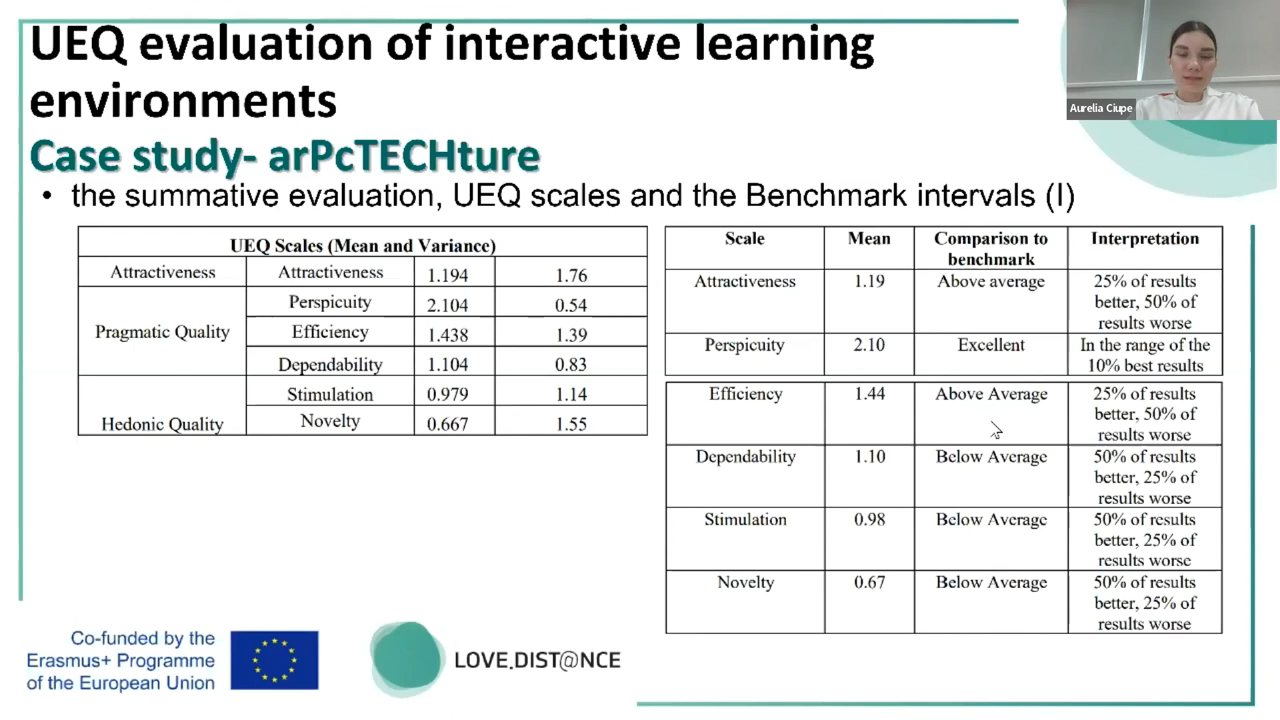 UEQ evaluation of interactive learning
environments
Case study- arPcTECHture
• the summative evaluation, UEQ scales and the Benchmark intervals (I)
Aurelia Ciupe
UEQ Scales (Mean and Variance)
Attractiveness Attractiveness 1.194 1.76
Pragmatic Quality Perspicuity 2.104 0.54
Efficiency 1.438 1.39
Dependability 1.104 0.83
Hedonic Quality Stimulation 0.979 1.14
Novelty 0.667 1.55
Scale Mean Comparison to Interpretation
benchmark
Attractiveness 1.19 Above average 25% of results
better, 50% of
results worse
Perspicuity 2.10 Excellent In the range of the
10% best results
Efficiency 1.44 Above Average 25% of results
better, 50% of
results worse
Dependability 1.10 Below Average 50% of results
better, 25% of
results worse
Stimulation 0.98 Below Average 50% of results
better, 25% of
results worse
Novelty 0.67 Below Average 50% of results
better, 25% of
results worse
Co-funded by the
Erasmus+ Programme
of the European Union
LOVE.DIST@NCE